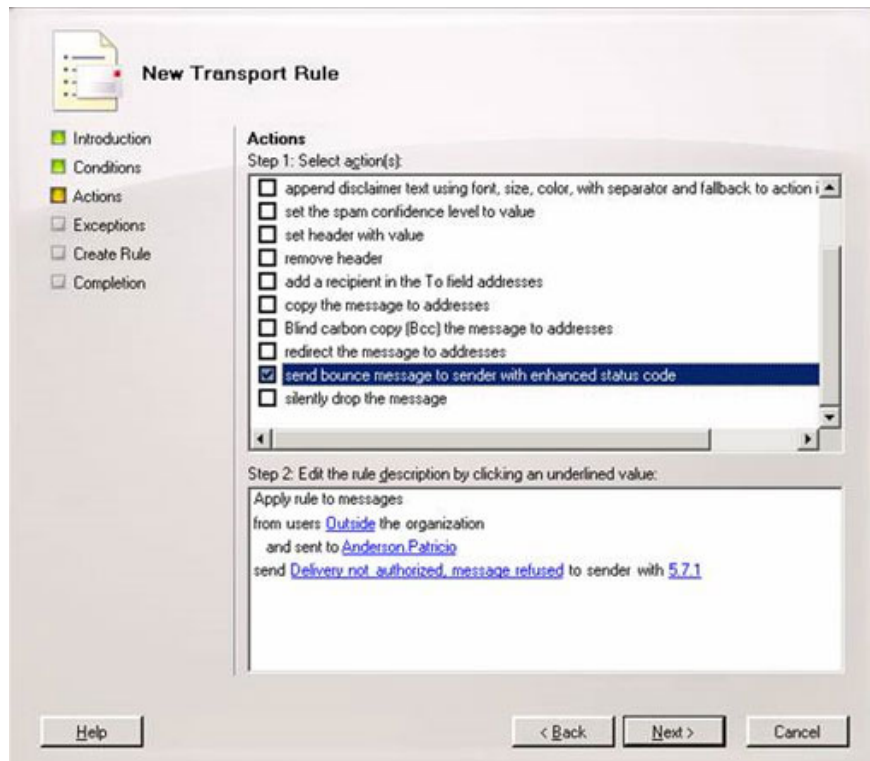 New Transport Rule
Introduction
Conditions
Actions
Exceptions
Create Rule
Completion
Actions
Step 1: Select action(s):
append disclaimer text using font, size, color, with separator and fallback to action i
set the spam confidence level to value
set header with value
remove header
add a recipient in the To field addresses
copy the message to addresses
Blind carbon copy (Bcc) the message to addresses
redirect the message to addresses
send bounce message to sender with enhanced status code
silently drop the message
Step 2: Edit the rule description by clicking an underlined value:
Apply rule to messages
from users Outside the organization
and sent to Anderson.Patricio
send Delivery not authorized, message refused to sender with 5.7.1
Help
< Back
Next >
Cancel